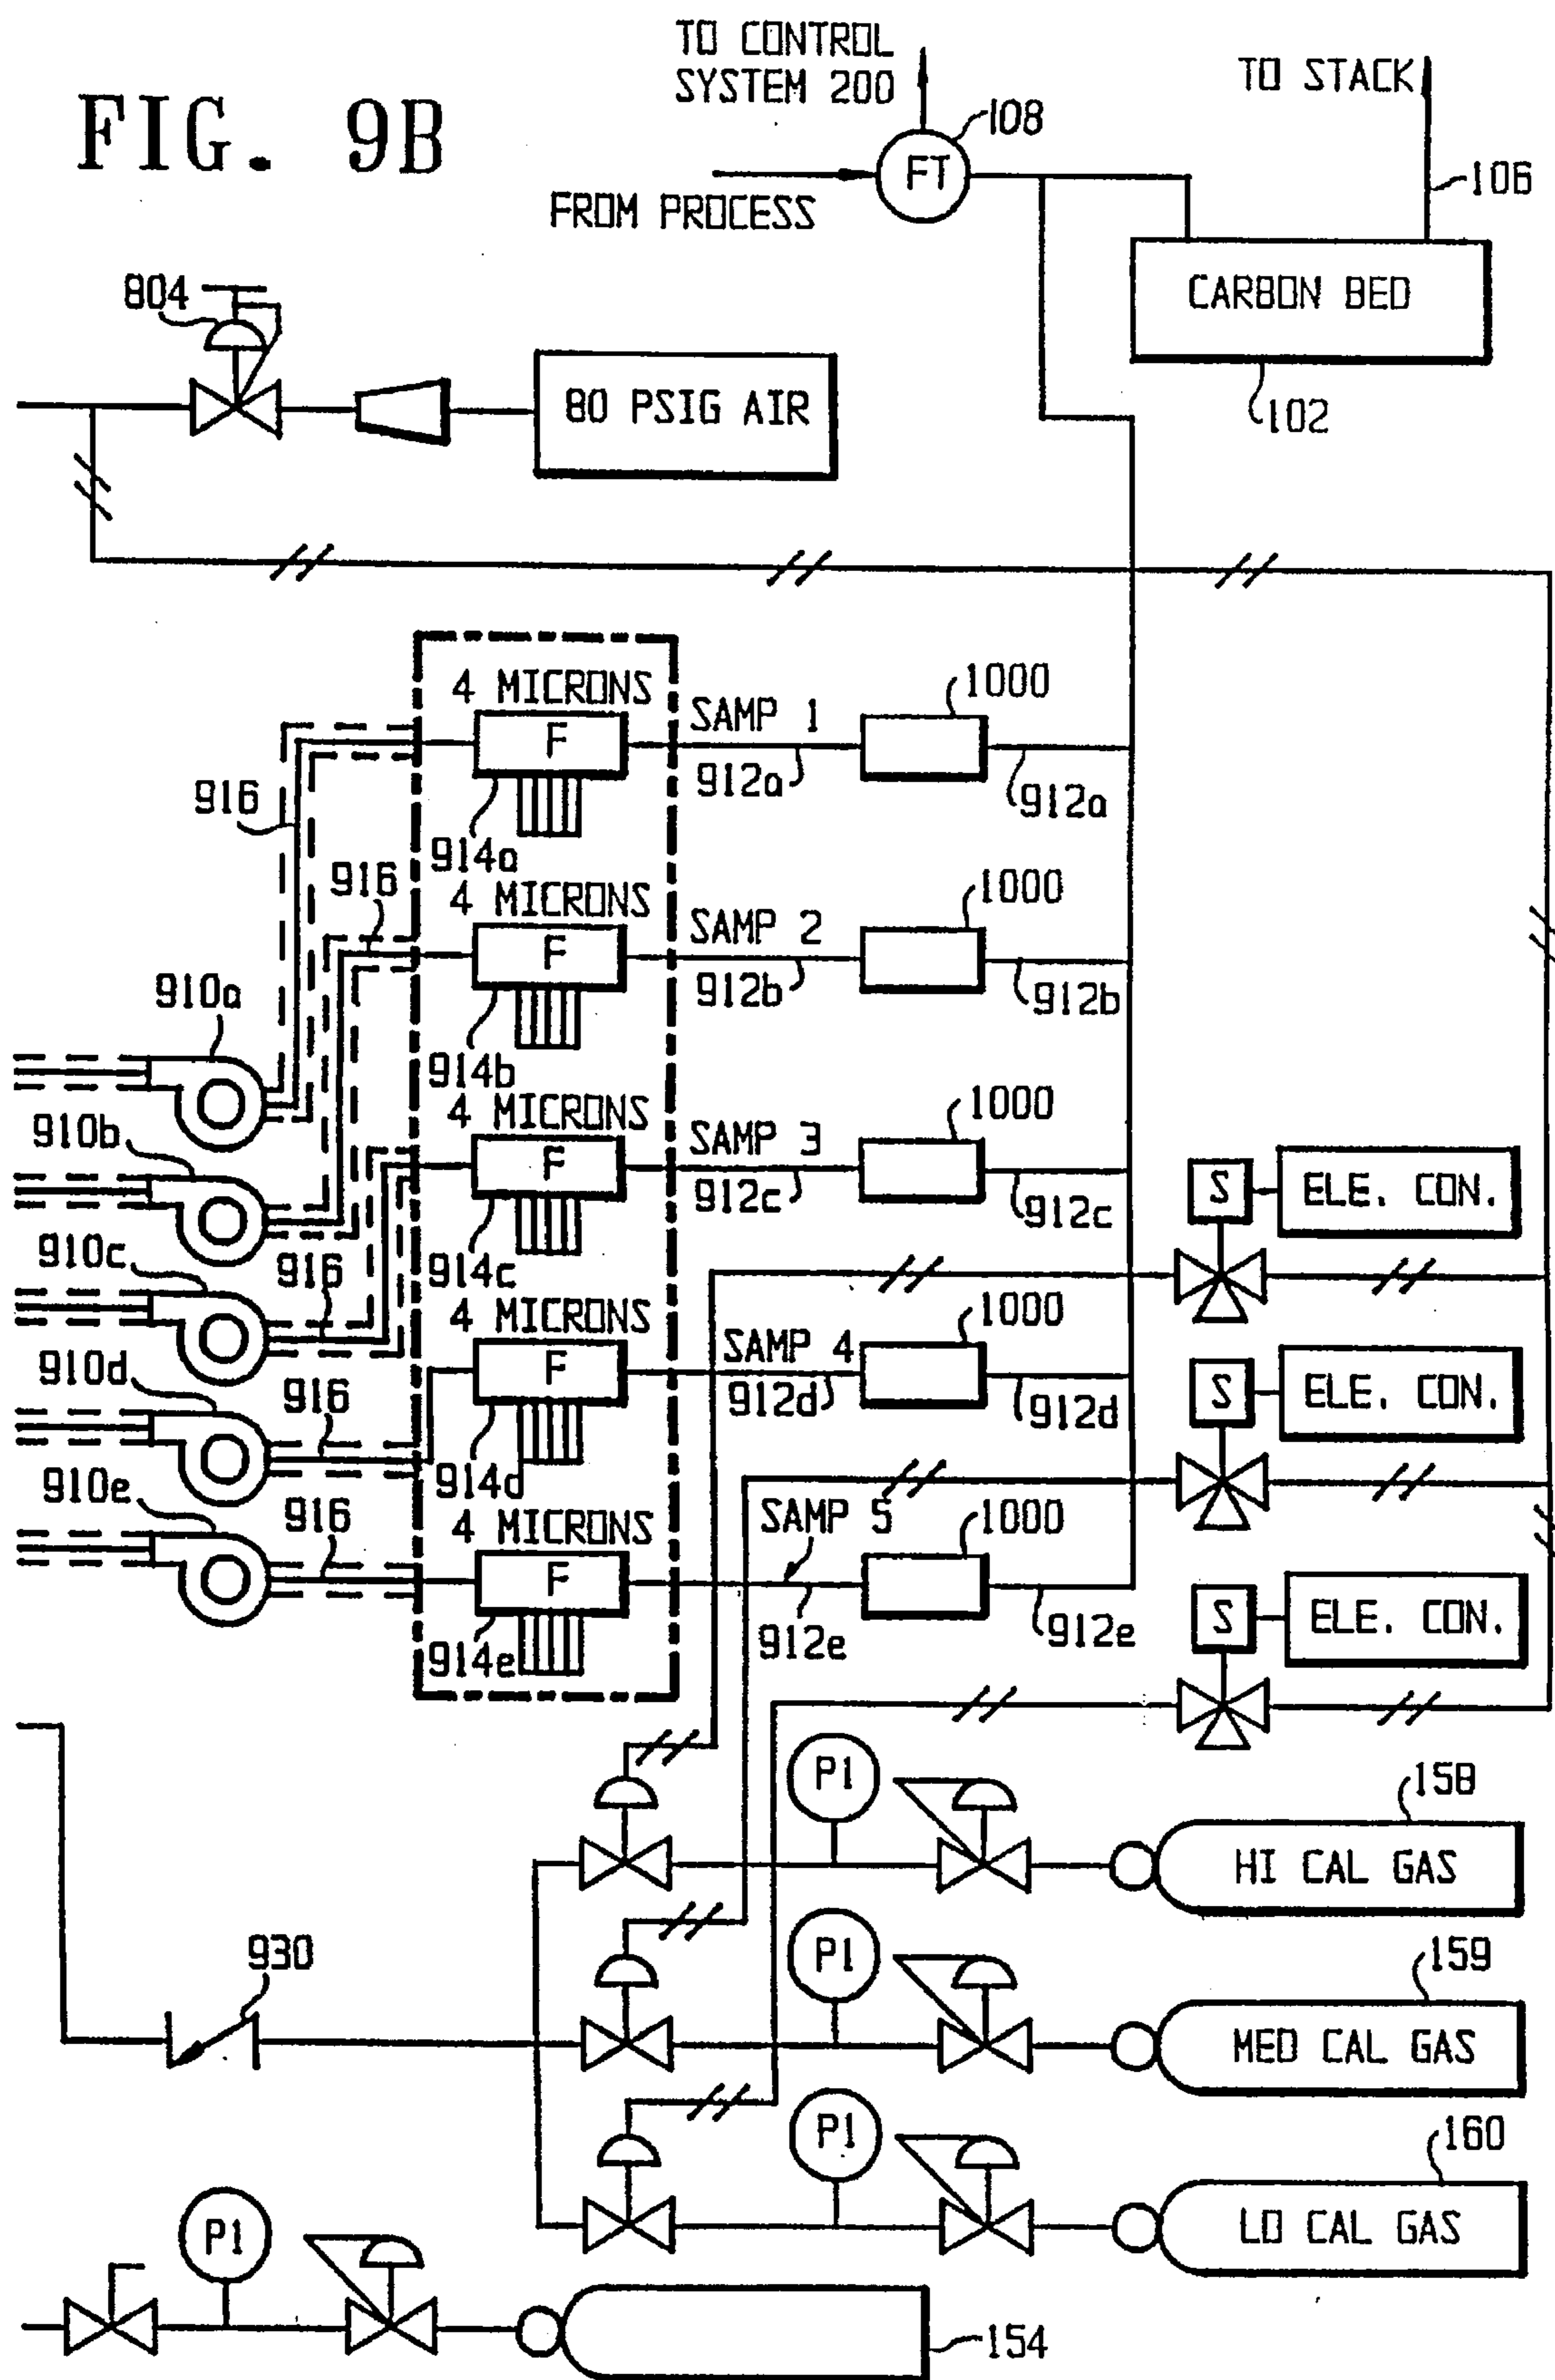 TO CONTROL
SYSTEM 200
TO STACK
FIG. 9B
108
FT
106
FROM PROCESS
804
CARBON BED
80 PSIG AIR
102
4 MICRONS
SAMP 1
1000
F
912a
912a
916
914a
916
4 MICRONS
SAMP 2
1000
F
912b
912b
910a
914b
4 MICRONS
SAMP 3
1000
910b
F
912c
912c
S
ELE. CON.
910c
916
914c
4 MICRONS
SAMP 4
1000
F
912d
912d
910d
916
S
ELE. CON.
914d
910e
916
4 MICRONS
SAMP 5
1000
F
912e
912e
S
ELE. CON.
914e
P1
158
HI CAL GAS
930
P1
159
MED CAL GAS
P1
160
LO CAL GAS
P1
154